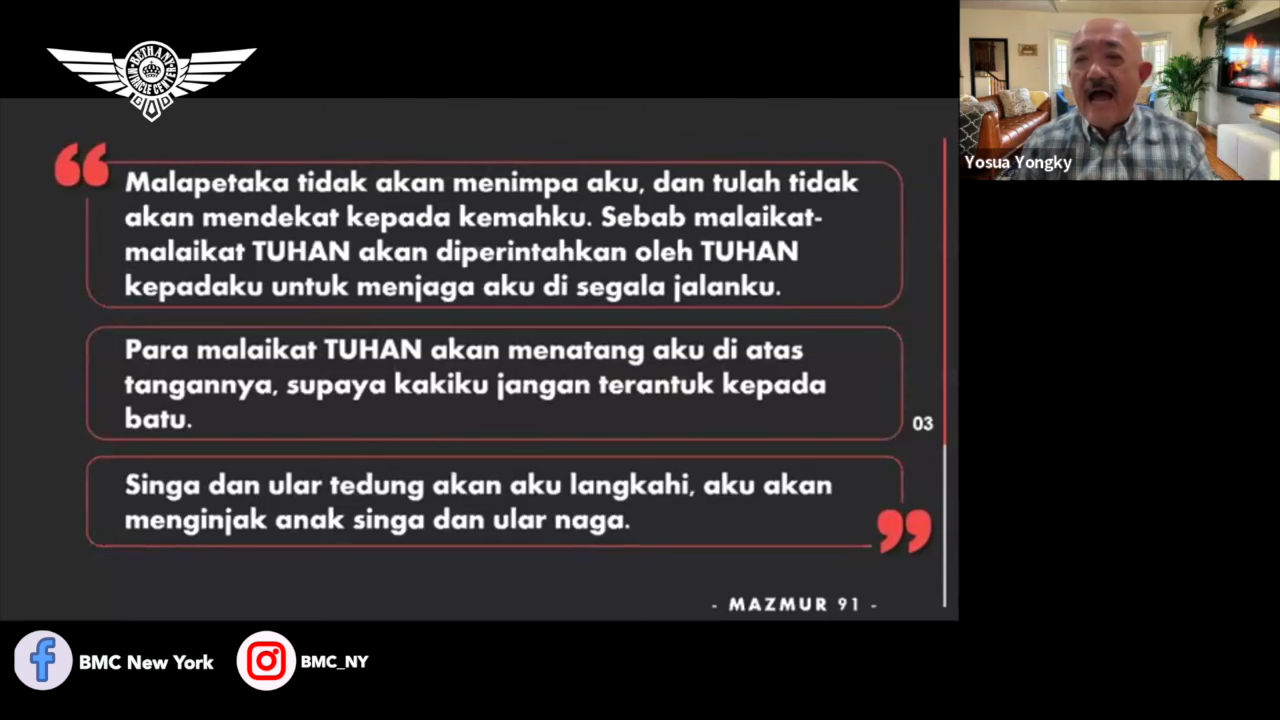 BETHANY
MIRACLE CENTER
Yosua Yongky
Malapetaka tidak akan menimpa aku, dan tulah tidak
akan mendekat kepada kemahku. Sebab malaikat-
malaikat TUHAN akan diperintahkan oleh TUHAN
kepadaku untuk menjaga aku di segala jalanku.
Para malaikat TUHAN akan menatang aku di atas
tangannya, supaya kakiku jangan terantuk kepada
batu.
03
Singa dan ular tedung akan aku langkahi, aku akan
menginjak anak singa dan ular naga.
- MAZMUR 91 -
BMC New York
BMC_NY